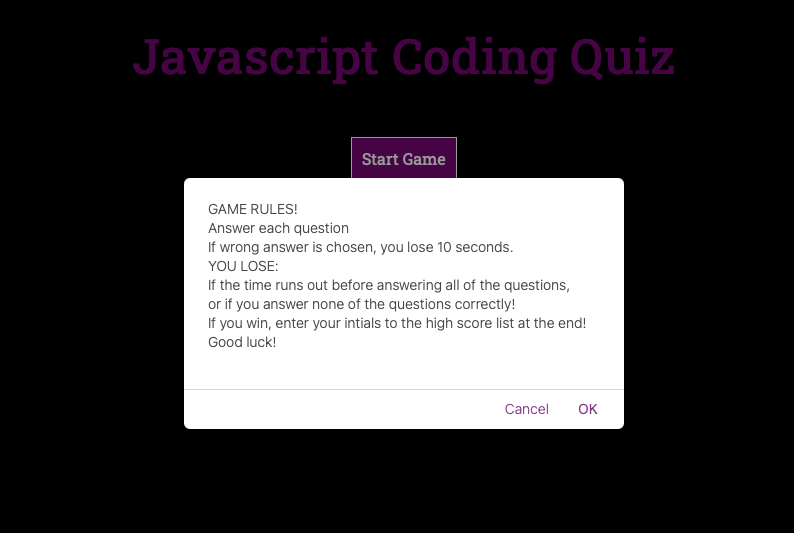 Javascript Coding Quiz
Start Game
GAME RULES!
Answer each question
If wrong answer is chosen, you lose 10 seconds.
YOU LOSE:
If the time runs out before answering all of the questions,
or if you answer none of the questions correctly!
If you win, enter your intials to the high score list at the end!
Good luck!
Cancel
OK